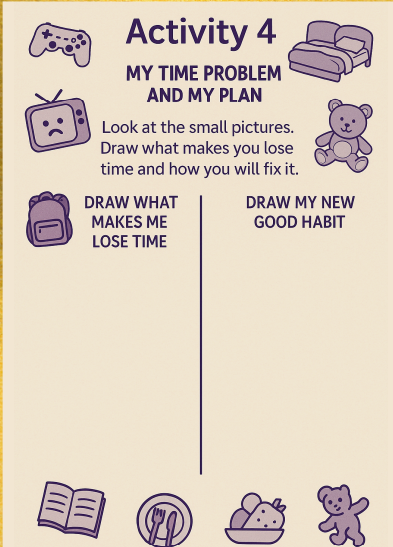 Activity 4
MY TIME PROBLEM
AND MY PLAN
Look at the small pictures.
Draw what makes you lose
time and how you will fix it.
DRAW WHAT
MAKES ME
LOSE TIME
DRAW MY NEW
GOOD HABIT